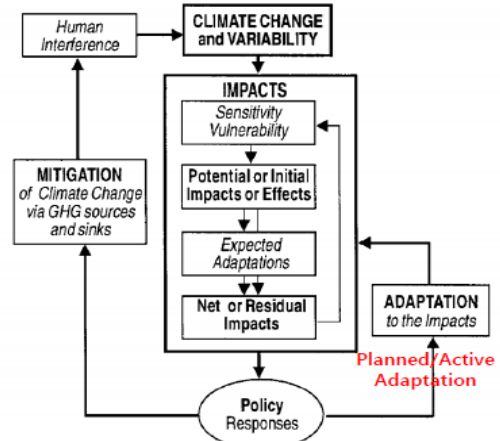 Human
Interference
CLIMATE CHANGE
and VARIABILITY
IMPACTS
Sensitivity
Vulnerability
Potential or Initial
Impacts or Effects
Expected
Adaptations
Net or Residual
Impacts
MITIGATION
of Climate Change
via GHG sources
and sinks
ADAPTATION
to the Impacts
Planned/Active
Adaptation
Policy
Responses